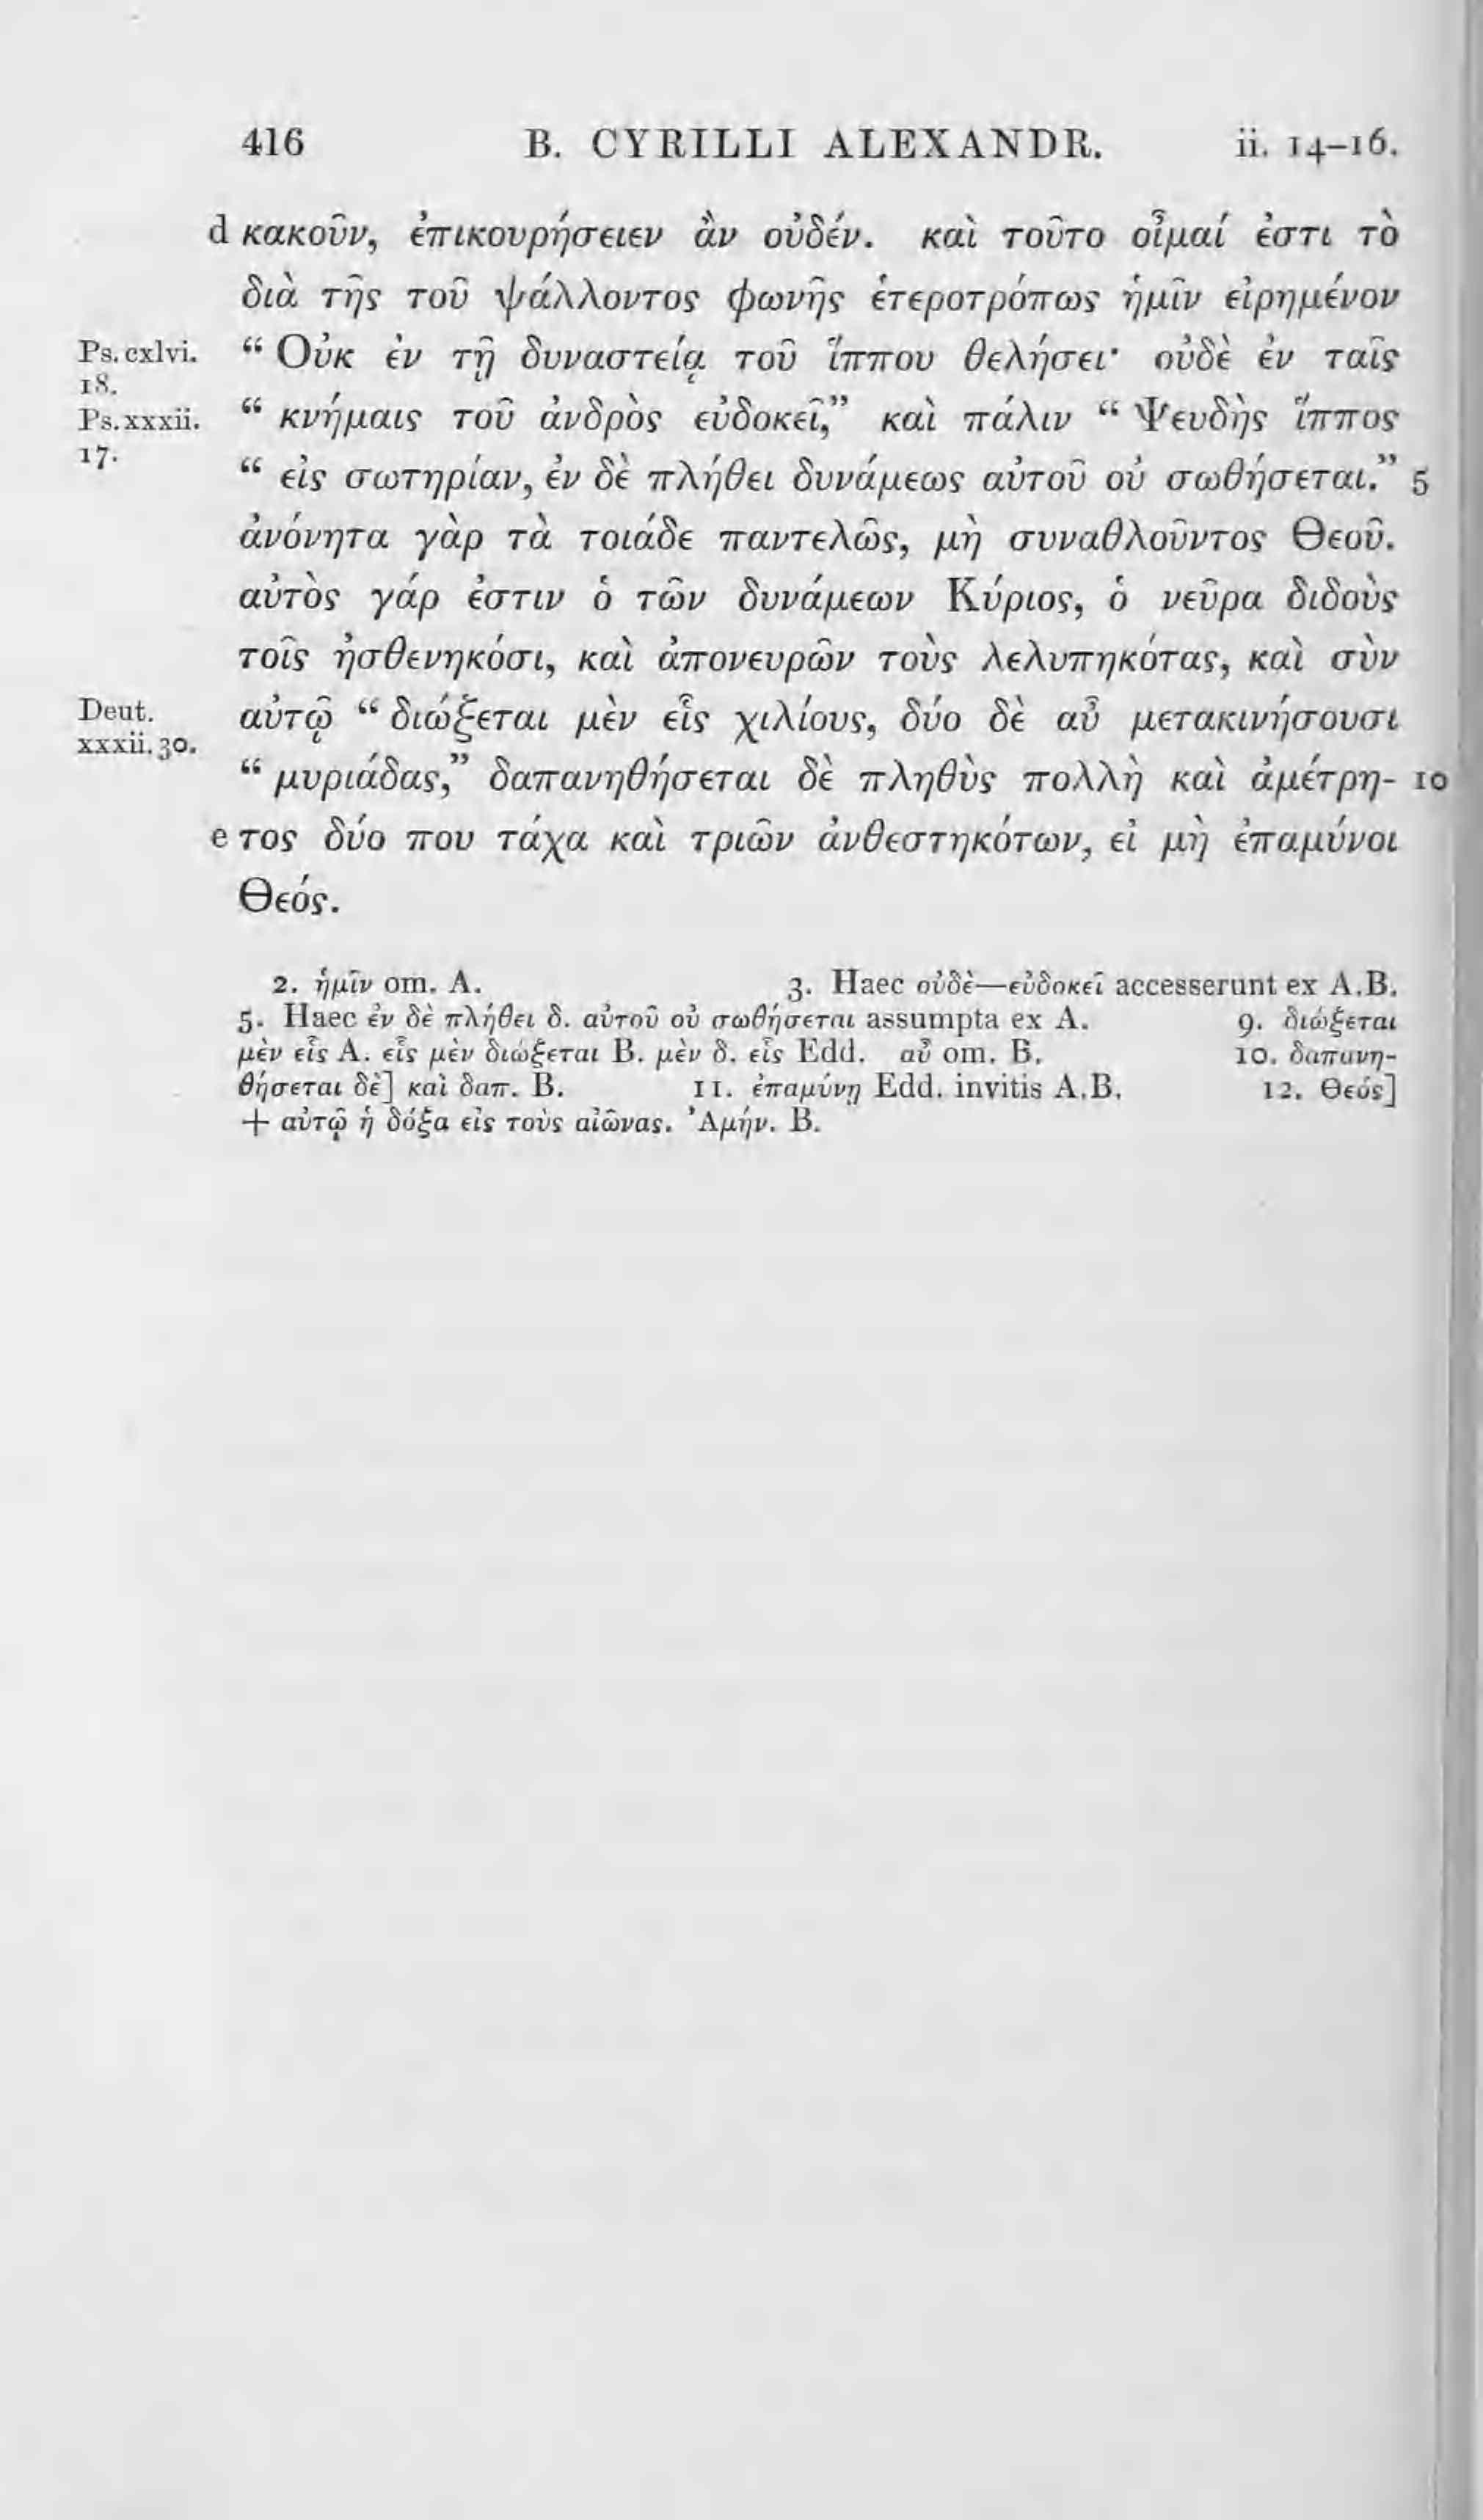 416 B. CYRILLI ALEXANDR. ii. 14–16.
d κακοῦν, ἐπικουρήσειεν ἂν οὐδέν. καὶ τοῦτο οἶμαί ἐστι τὸ
διὰ τῆς τοῦ ψάλλοντος φωνῆς ἑτεροτρόπως ἡμῖν εἰρημένον
Ps. cxlvi. “ Οὐκ ἐν τῇ δυναστείᾳ τοῦ ἵππου θελήσει· οὐδὲ ἐν ταῖς
18.
Ps. xxxii. “ κνήμαις τοῦ ἀνδρὸς εὐδοκεῖ,” καὶ πάλιν “ Ψευδὴς ἵππος
17.
“ εἰς σωτηρίαν, ἐν δὲ πλήθει δυνάμεως αὐτοῦ οὐ σωθήσεται.” 5
ἀνόνητα γὰρ τὰ τοιάδε παντελῶς, μὴ συναθλοῦντος Θεοῦ.
αὐτὸς γάρ ἐστιν ὁ τῶν δυνάμεων Κύριος, ὁ νεῦρα διδοὺς
τοῖς ἠσθενηκόσι, καὶ ἀπονευρῶν τοὺς λελυπηκότας, καὶ σὺν
Deut. αὐτῷ “ διώξεται μὲν εἷς χιλίους, δύο δὲ αὖ μετακινήσουσι
xxxii. 30.
“ μυριάδας,” δαπανηθήσεται δὲ πληθὺς πολλὴ καὶ ἀμέτρη- 10
e τος δύο που τάχα καὶ τριῶν ἀνθεστηκότων, εἰ μὴ ἐπαμύνοι
Θεός.
2. ἡμῖν om. A. 3. Haec οὐδὲ—εὐδοκεῖ accesserunt ex A.B.
5. Haec ἐν δὲ πλήθει δ. αὐτοῦ οὐ σωθήσεται assumpta ex A. 9. διώξεται
μὲν εἷς A. εἷς μὲν διώξεται B. μὲν δ. εἷς Edd. αὖ om. B. 10. δαπανη-
θήσεται δὲ] καὶ δαπ. B. 11. ἐπαμύνῃ Edd. invitis A.B. 12. Θεός]
+ αὐτῷ ἡ δόξα εἰς τοὺς αἰῶνας. Ἀμήν. B.